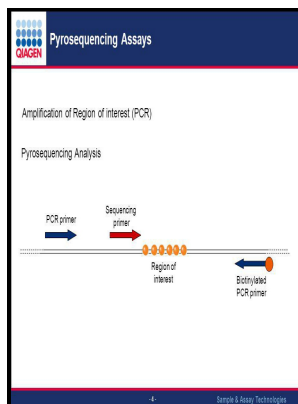 QIAGEN
Pyrosequencing Assays
Amplification of Region of interest (PCR)
Pyrosequencing Analysis
PCR primer
Sequencing
primer
Region of
interest
Biotinylated
PCR primer
-4-
Sample & Assay Technologies